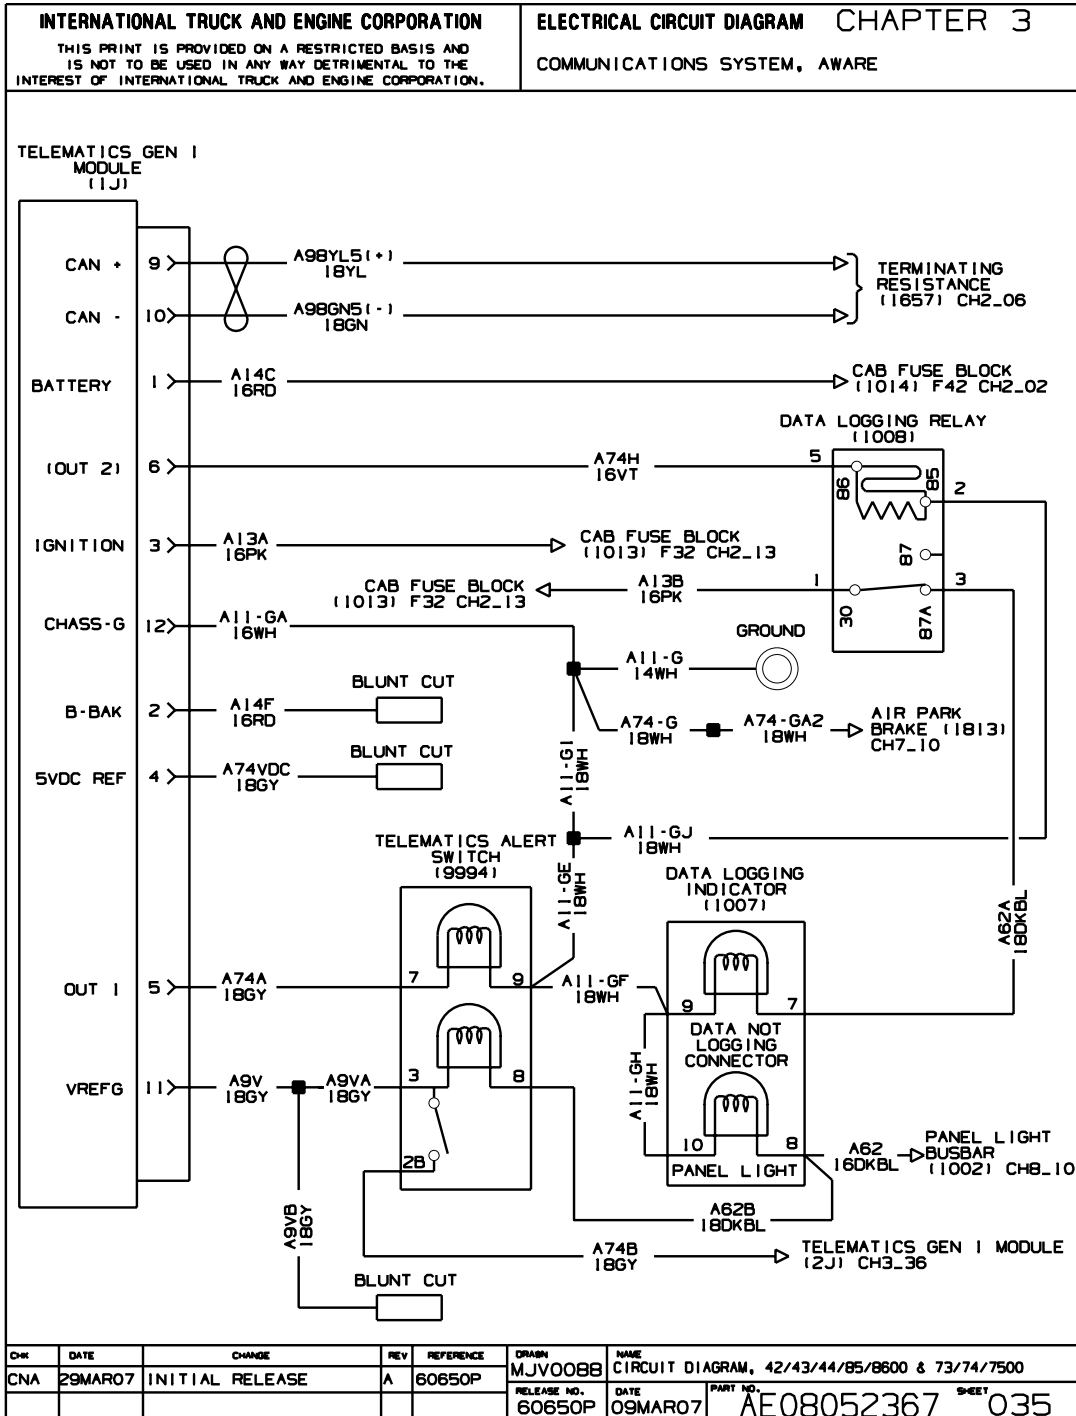 INTERNATIONAL TRUCK AND ENGINE CORPORATION
THIS PRINT IS PROVIDED ON A RESTRICTED BASIS AND
IS NOT TO BE USED IN ANY WAY DETRIMENTAL TO THE
INTEREST OF INTERNATIONAL TRUCK AND ENGINE CORPORATION.
ELECTRICAL CIRCUIT DIAGRAM CHAPTER 3
COMMUNICATIONS SYSTEM, AWARE
TELEMATICS GEN I
MODULE
(1J)
CAN + 9
A98YL5(+)
18YL
CAN - 10
A98GN5(-)
18GN
TERMINATING
RESISTANCE
(1657) CH2_06
BATTERY 1
A14C
16RD
CAB FUSE BLOCK
(1014) F42 CH2_02
DATA LOGGING RELAY
(1008)
(OUT 2) 6
A74H
16VT
5
86
85
2
87
IGNITION 3
A13A
16PK
CAB FUSE BLOCK
(1013) F32 CH2_13
CAB FUSE BLOCK
(1013) F32 CH2_13
A13B
16PK
1
3
30
87A
CHASS-G 12
A11-GA
16WH
GROUND
A11-G
14WH
B-BAK 2
A14F
16RD
BLUNT CUT
A74-G
18WH
A74-GA2
18WH
AIR PARK
BRAKE (1813)
CH7_10
5VDC REF 4
A74VDC
18GY
BLUNT CUT
A11-G1
18WH
TELEMATICS ALERT
SWITCH
(9994)
A11-GJ
18WH
A11-GE
18WH
DATA LOGGING
INDICATOR
(1007)
A62A
18DKBL
OUT 1 5
A74A
18GY
7
9
A11-GF
18WH
9
7
DATA NOT
LOGGING
CONNECTOR
A11-GH
18WH
VREFG 11
A9V
18GY
A9VA
18GY
3
8
2B
10
8
PANEL LIGHT
A62
16DKBL
PANEL LIGHT
BUSBAR
(1002) CH8_10
A9VB
18GY
A62B
18DKBL
A74B
18GY
TELEMATICS GEN I MODULE
(2J) CH3_36
BLUNT CUT
CHK DATE CHANGE REV REFERENCE
CNA 29MAR07 INITIAL RELEASE A 60650P
DRAWN
MJV0088
NAME
CIRCUIT DIAGRAM, 42/43/44/85/8600 & 73/74/7500
RELEASE NO.
60650P
DATE
09MAR07
PART NO.
AE08052367
SHEET
035